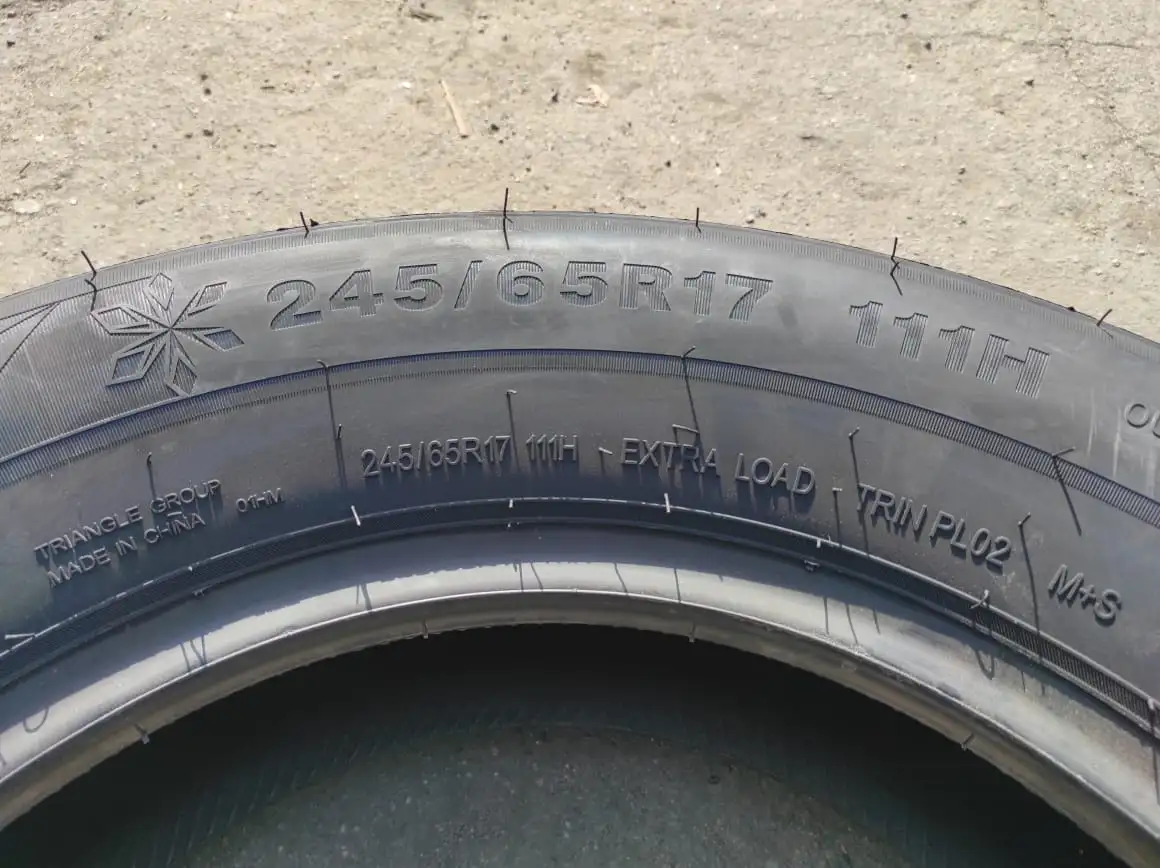 245/65R17 111H
245/65R17 111H - EXTRA LOAD - TRIN PL02 M+S
TRIANGLE GROUP 01HM
MADE IN CHINA